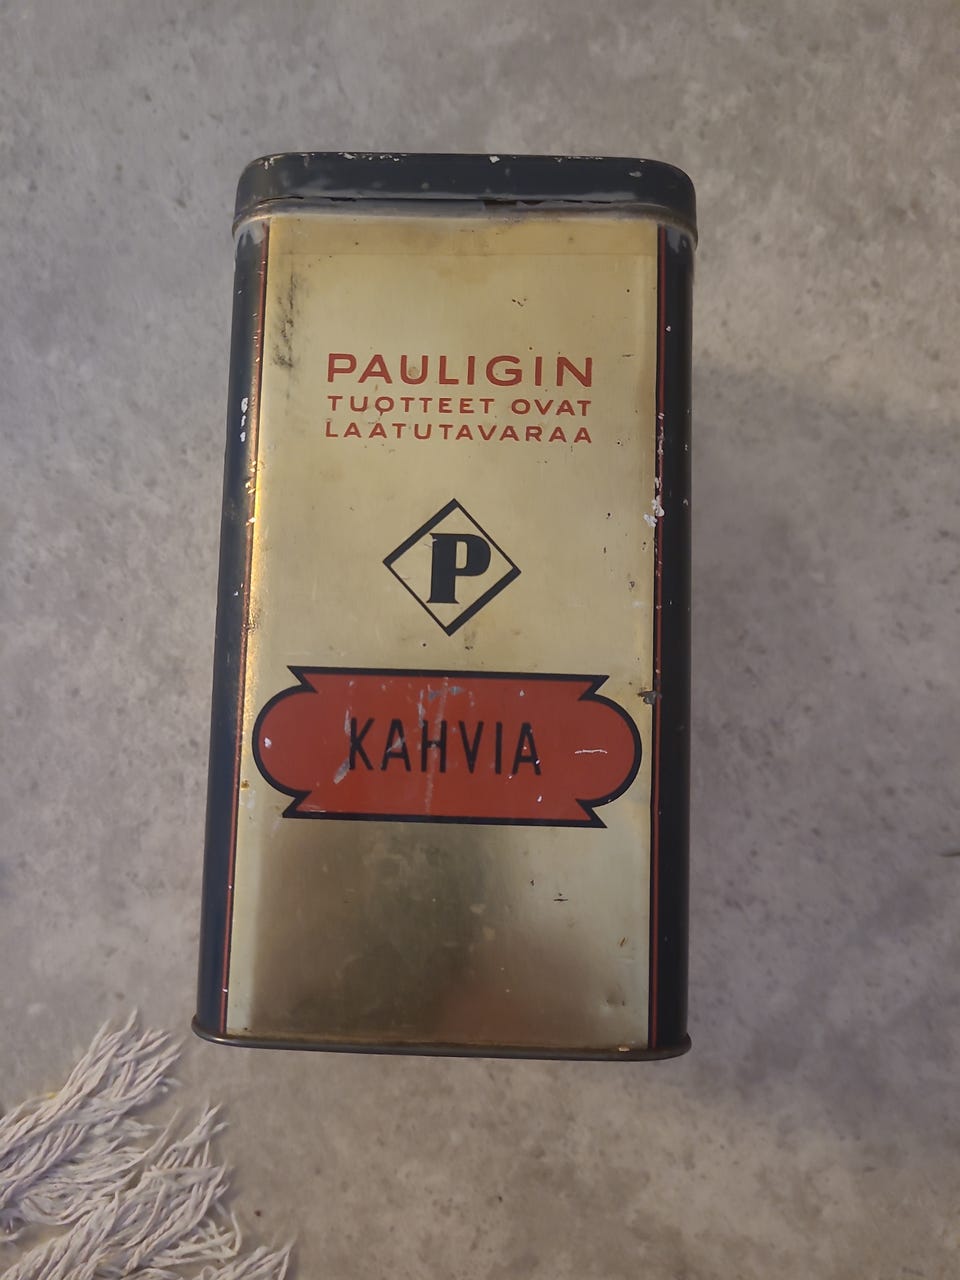 PAULIGIN
TUOTTEET OVAT
LAATUTAVARAA
P
KAHVIA